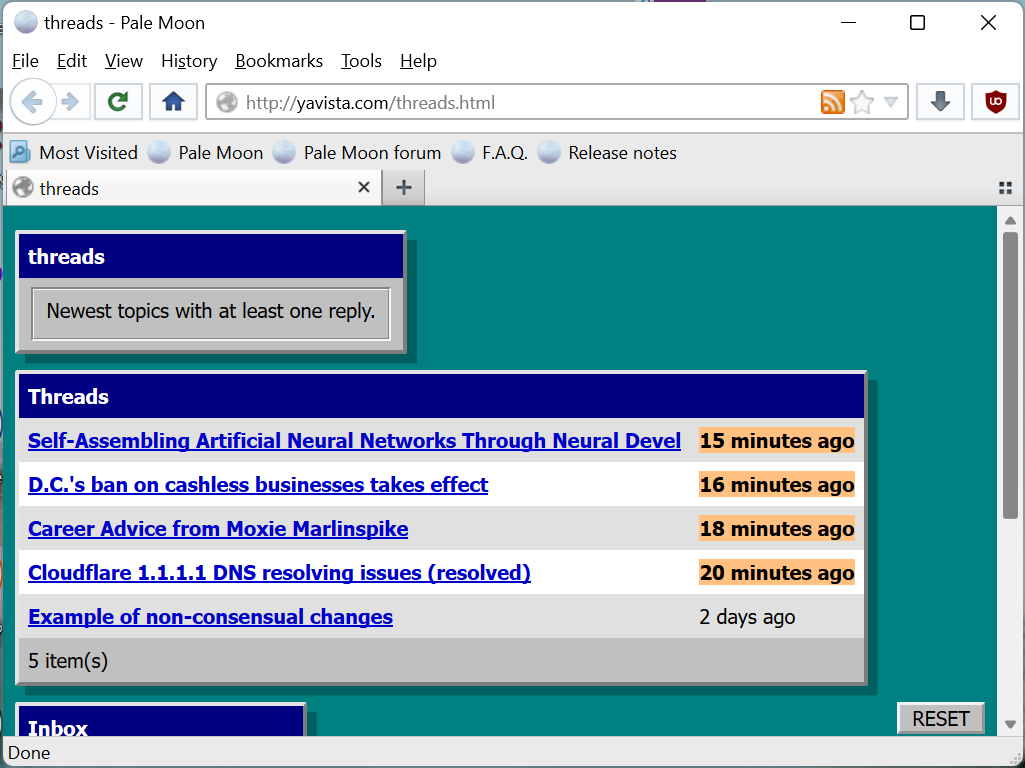 threads - Pale Moon
File Edit View History Bookmarks Tools Help
http://yavista.com/threads.html
Most Visited Pale Moon Pale Moon forum F.A.Q. Release notes
threads
threads
Newest topics with at least one reply.
Threads
Self-Assembling Artificial Neural Networks Through Neural Devel 15 minutes ago
D.C.'s ban on cashless businesses takes effect 16 minutes ago
Career Advice from Moxie Marlinspike 18 minutes ago
Cloudflare 1.1.1.1 DNS resolving issues (resolved) 20 minutes ago
Example of non-consensual changes 2 days ago
5 item(s)
Inbox
RESET
Done